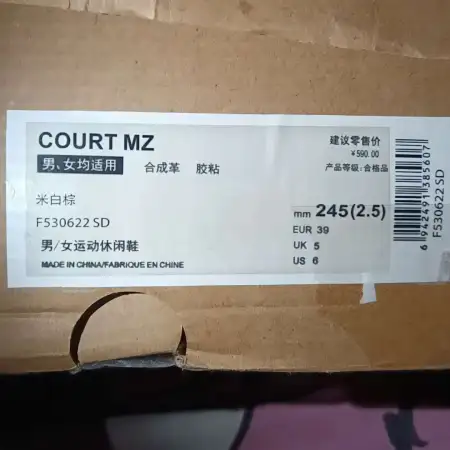 COURT MZ
男、女均适用 合成革 胶粘
米白棕
F530622 SD
男/女运动休闲鞋
MADE IN CHINA/FABRIQUE EN CHINE
建议零售价
¥590.00
产品等级:合格品
mm 245(2.5)
EUR 39
UK 5
US 6
6942491385607
F530622 SD